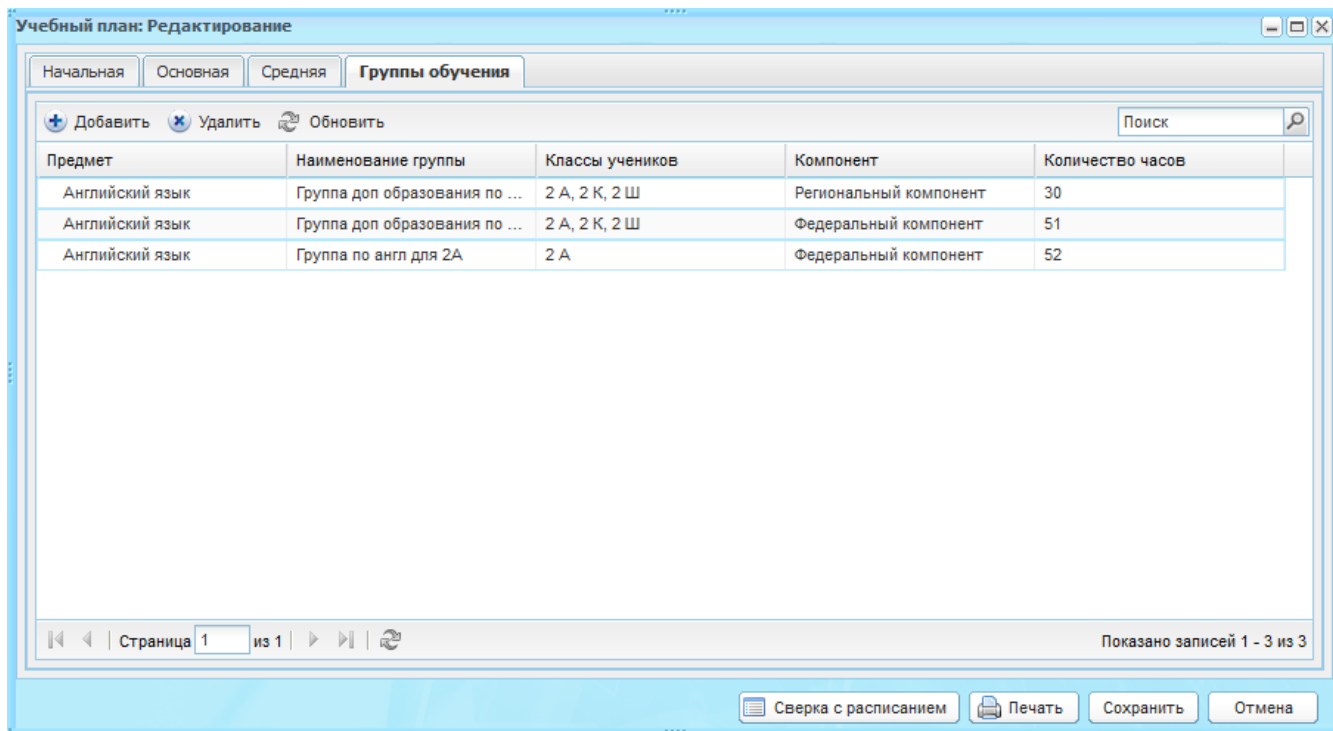 Учебный план: Редактирование
Начальная Основная Средняя Группы обучения
Добавить Удалить Обновить Поиск
Предмет Наименование группы Классы учеников Компонент Количество часов
Английский язык Группа доп образования по ... 2 А, 2 К, 2 Ш Региональный компонент 30
Английский язык Группа доп образования по ... 2 А, 2 К, 2 Ш Федеральный компонент 51
Английский язык Группа по англ для 2А 2 А Федеральный компонент 52
Страница 1 из 1 Показано записей 1 - 3 из 3
Сверка с расписанием Печать Сохранить Отмена